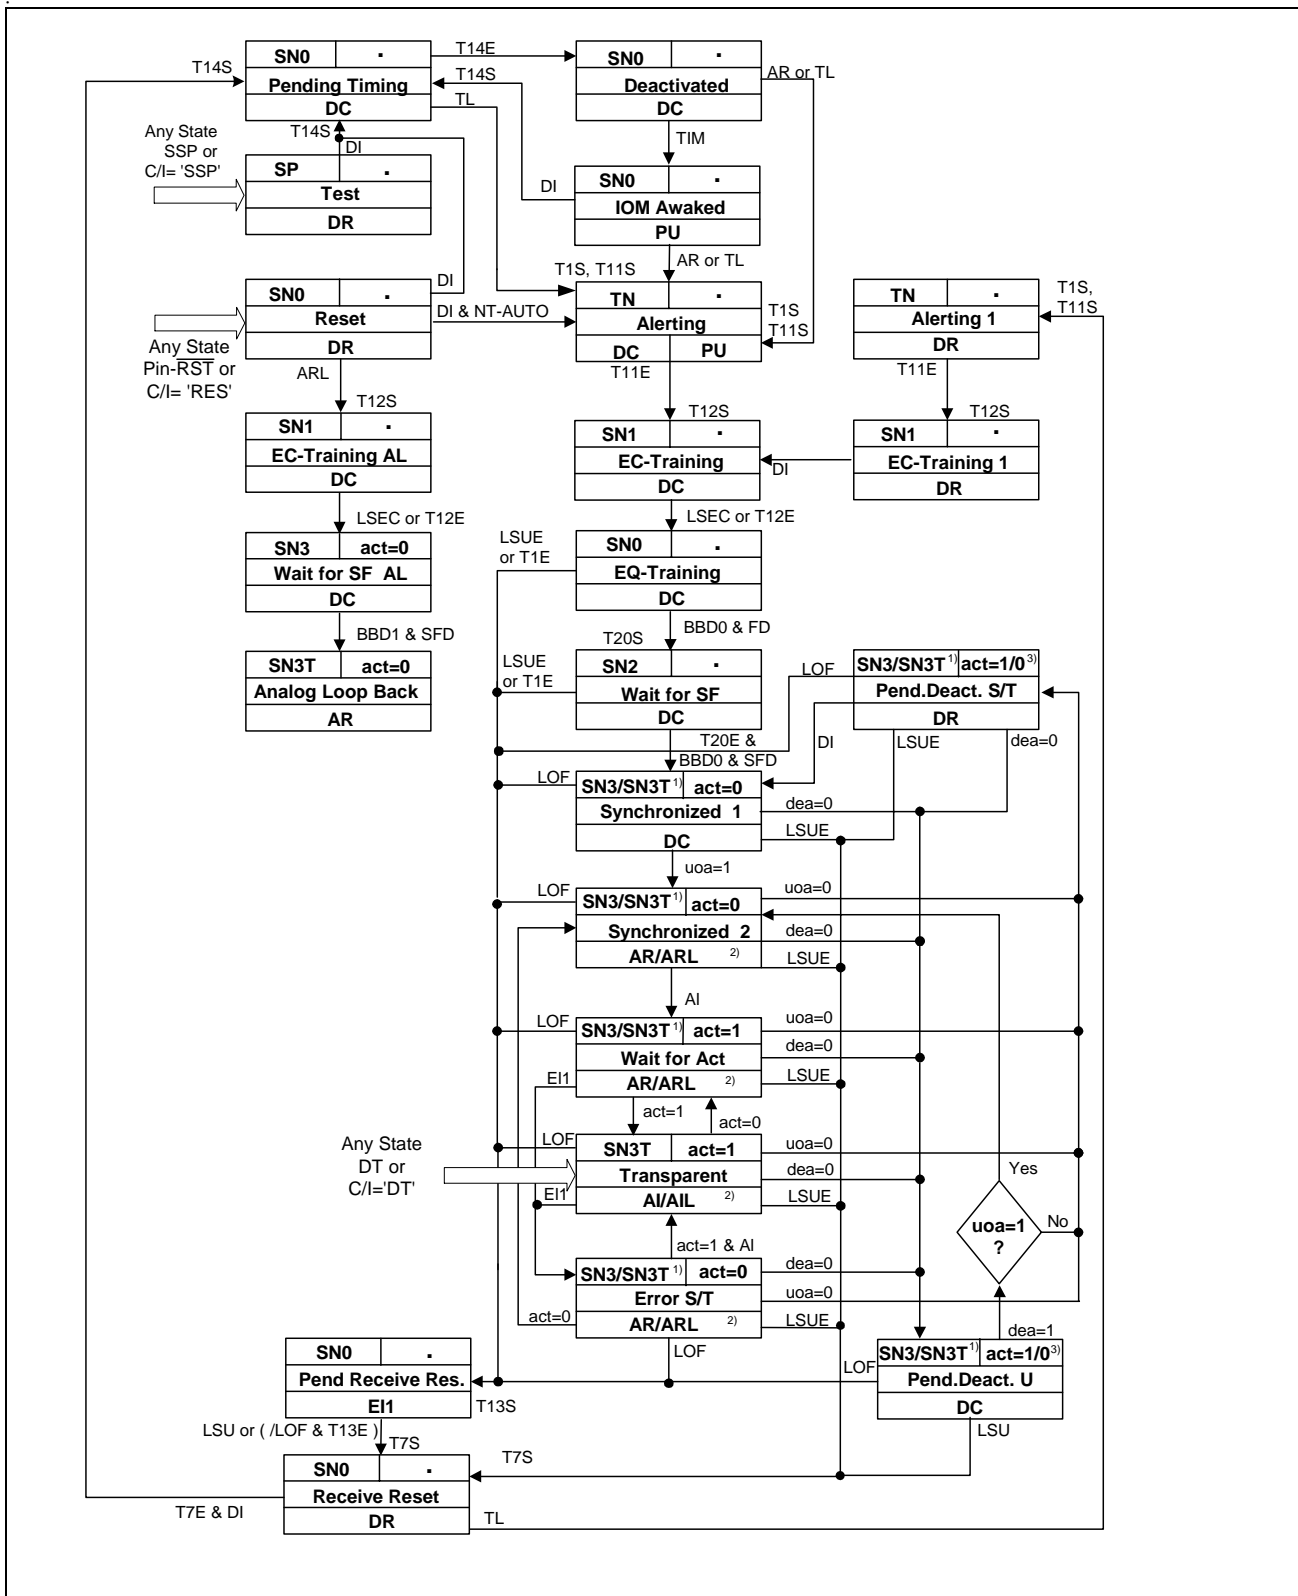 .
SN0 .
Pending Timing
DC
T14S
T14E
T14S
TL
SN0 .
Deactivated
DC
AR or TL
TIM
Any State
SSP or
C/I= 'SSP'
T14S
DI
SP .
Test
DR
DI
SN0 .
IOM Awaked
PU
AR or TL
T1S, T11S
SN0 .
Reset
DR
DI
DI & NT-AUTO
Any State
Pin-RST or
C/I= 'RES'
ARL
TN .
Alerting
DC PU
T1S
T11S
T11E
TN .
Alerting 1
DR
T1S,
T11S
T11E
T12S
SN1 .
EC-Training AL
DC
T12S
SN1 .
EC-Training
DC
DI
T12S
SN1 .
EC-Training 1
DR
LSEC or T12E
LSEC or T12E
SN3 act=0
Wait for SF AL
DC
LSUE
or T1E
SN0 .
EQ-Training
DC
BBD1 & SFD
BBD0 & FD
T20S
SN3T act=0
Analog Loop Back
AR
LSUE
or T1E
SN2 .
Wait for SF
DC
LOF
SN3/SN3T 1) act=1/0 3)
Pend.Deact. S/T
DR
T20E &
BBD0 & SFD
DI
LSUE
dea=0
LOF
SN3/SN3T 1) act=0
Synchronized 1
DC
dea=0
LSUE
uoa=1
LOF
SN3/SN3T 1) act=0
Synchronized 2
AR/ARL 2)
uoa=0
dea=0
LSUE
AI
LOF
SN3/SN3T 1) act=1
Wait for Act
AR/ARL 2)
uoa=0
dea=0
LSUE
EI1
act=1
act=0
Any State
DT or
C/I='DT'
LOF
SN3T act=1
Transparent
AI/AIL 2)
uoa=0
dea=0
LSUE
EI1
Yes
uoa=1
?
No
act=1 & AI
SN3/SN3T 1) act=0
Error S/T
AR/ARL 2)
dea=0
uoa=0
LSUE
act=0
LOF
dea=1
SN0 .
Pend Receive Res.
EI1
T13S
LOF
SN3/SN3T 1) act=1/0 3)
Pend.Deact. U
DC
LSU
LSU or ( /LOF & T13E )
T7S
T7S
SN0 .
Receive Reset
DR
T7E & DI
TL